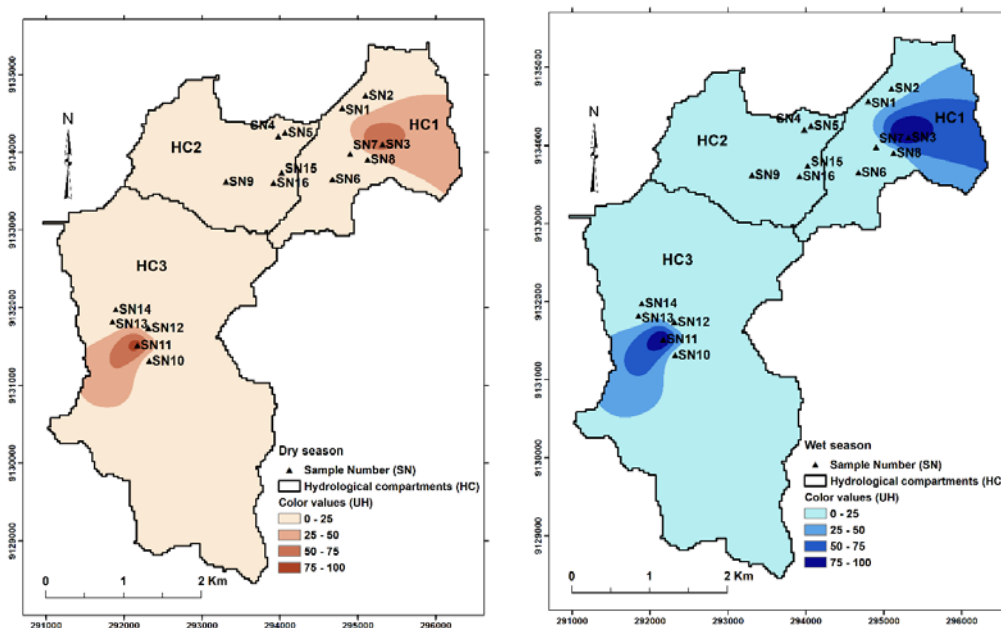 N
HC1
HC2
HC3
SN2
SN1
SN4
SN5
SN3
SN7
SN8
SN15
SN16
SN9
SN6
SN14
SN13
SN12
SN11
SN10
Dry season
Sample Number (SN)
Hydrological compartments (HC)
Color values (UH)
0 - 25
25 - 50
50 - 75
75 - 100
0 1 2 Km
9135000
9134000
9133000
9132000
9131000
9130000
9129000
291000 292000 293000 294000 295000 296000
N
HC1
HC2
HC3
SN2
SN1
SN4
SN5
SN3
SN7
SN8
SN15
SN16
SN9
SN6
SN14
SN13
SN12
SN11
SN10
Wet season
Sample Number (SN)
Hydrological compartments (HC
Color values (UH)
0 - 25
25 - 50
50 - 75
75 - 100
0 1 2 Km
9135000
9134000
9133000
9132000
9131000
9130000
9129000
291000 292000 293000 294000 295000 296000